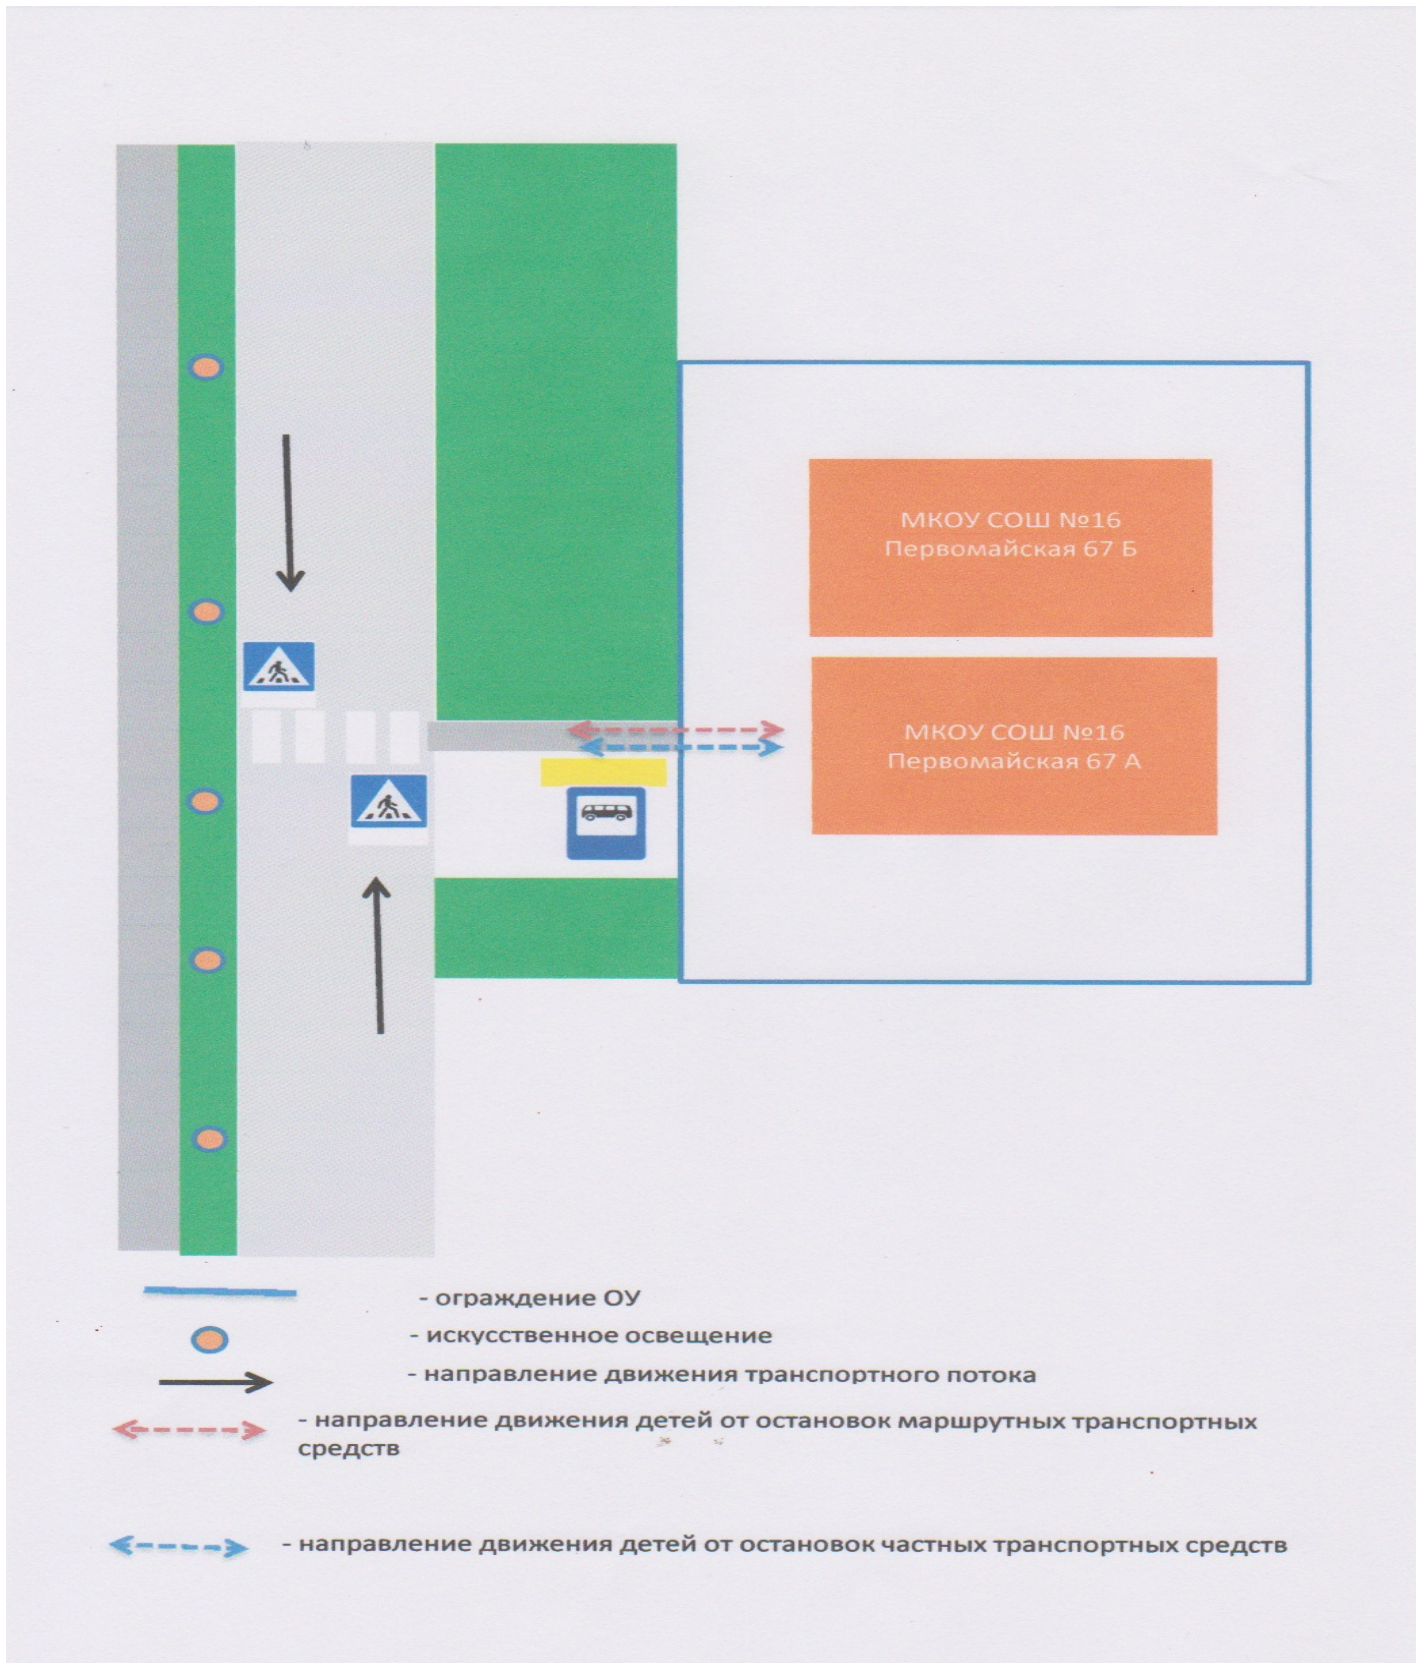 МКОУ СОШ №16
Первомайская 67 Б
МКОУ СОШ №16
Первомайская 67 А
- ограждение ОУ
- искусственное освещение
- направление движения транспортного потока
- направление движения детей от остановок маршрутных транспортных
средств
- направление движения детей от остановок частных транспортных средств